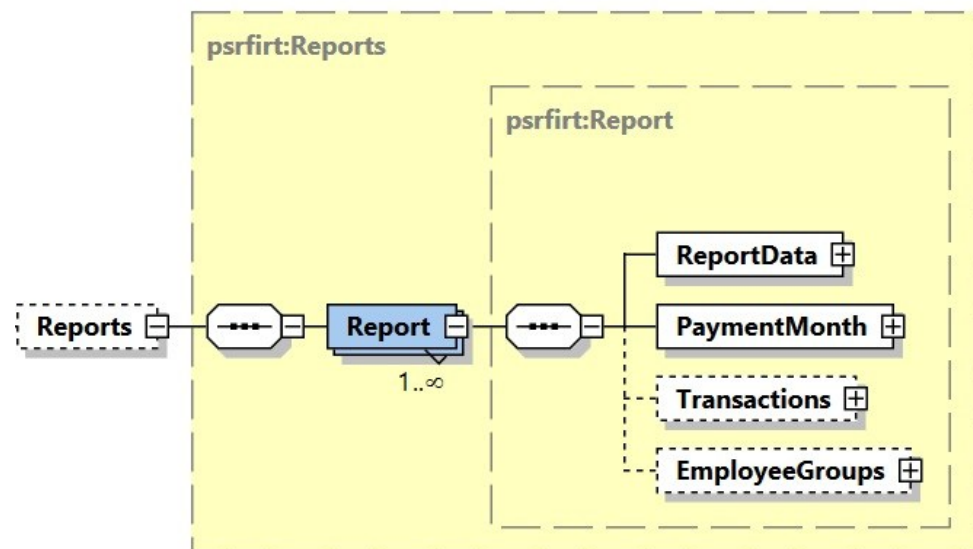 psrfirt:Reports
psrfirt:Report
ReportData
Reports
Report
PaymentMonth
1..∞
Transactions
EmployeeGroups